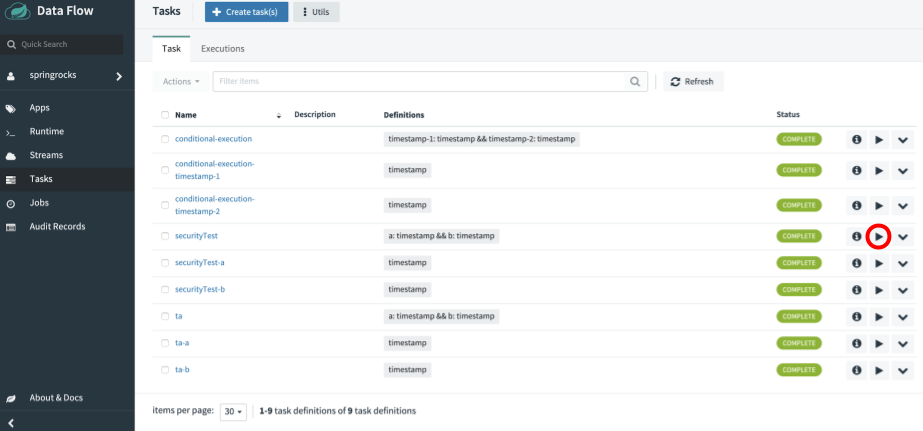 Data Flow
Quick Search
springrocks
Apps
Runtime
Streams
Tasks
Jobs
Audit Records
About & Docs
Tasks
Create task(s)
Utils
Task Executions
Actions Filter items Refresh
Name Description Definitions Status
conditional-execution timestamp-1: timestamp && timestamp-2: timestamp COMPLETE
conditional-execution-
timestamp-1 timestamp COMPLETE
conditional-execution-
timestamp-2 timestamp COMPLETE
securityTest a: timestamp && b: timestamp COMPLETE
securityTest-a timestamp COMPLETE
securityTest-b timestamp COMPLETE
ta a: timestamp && b: timestamp COMPLETE
ta-a timestamp COMPLETE
ta-b timestamp COMPLETE
items per page: 30 1-9 task definitions of 9 task definitions